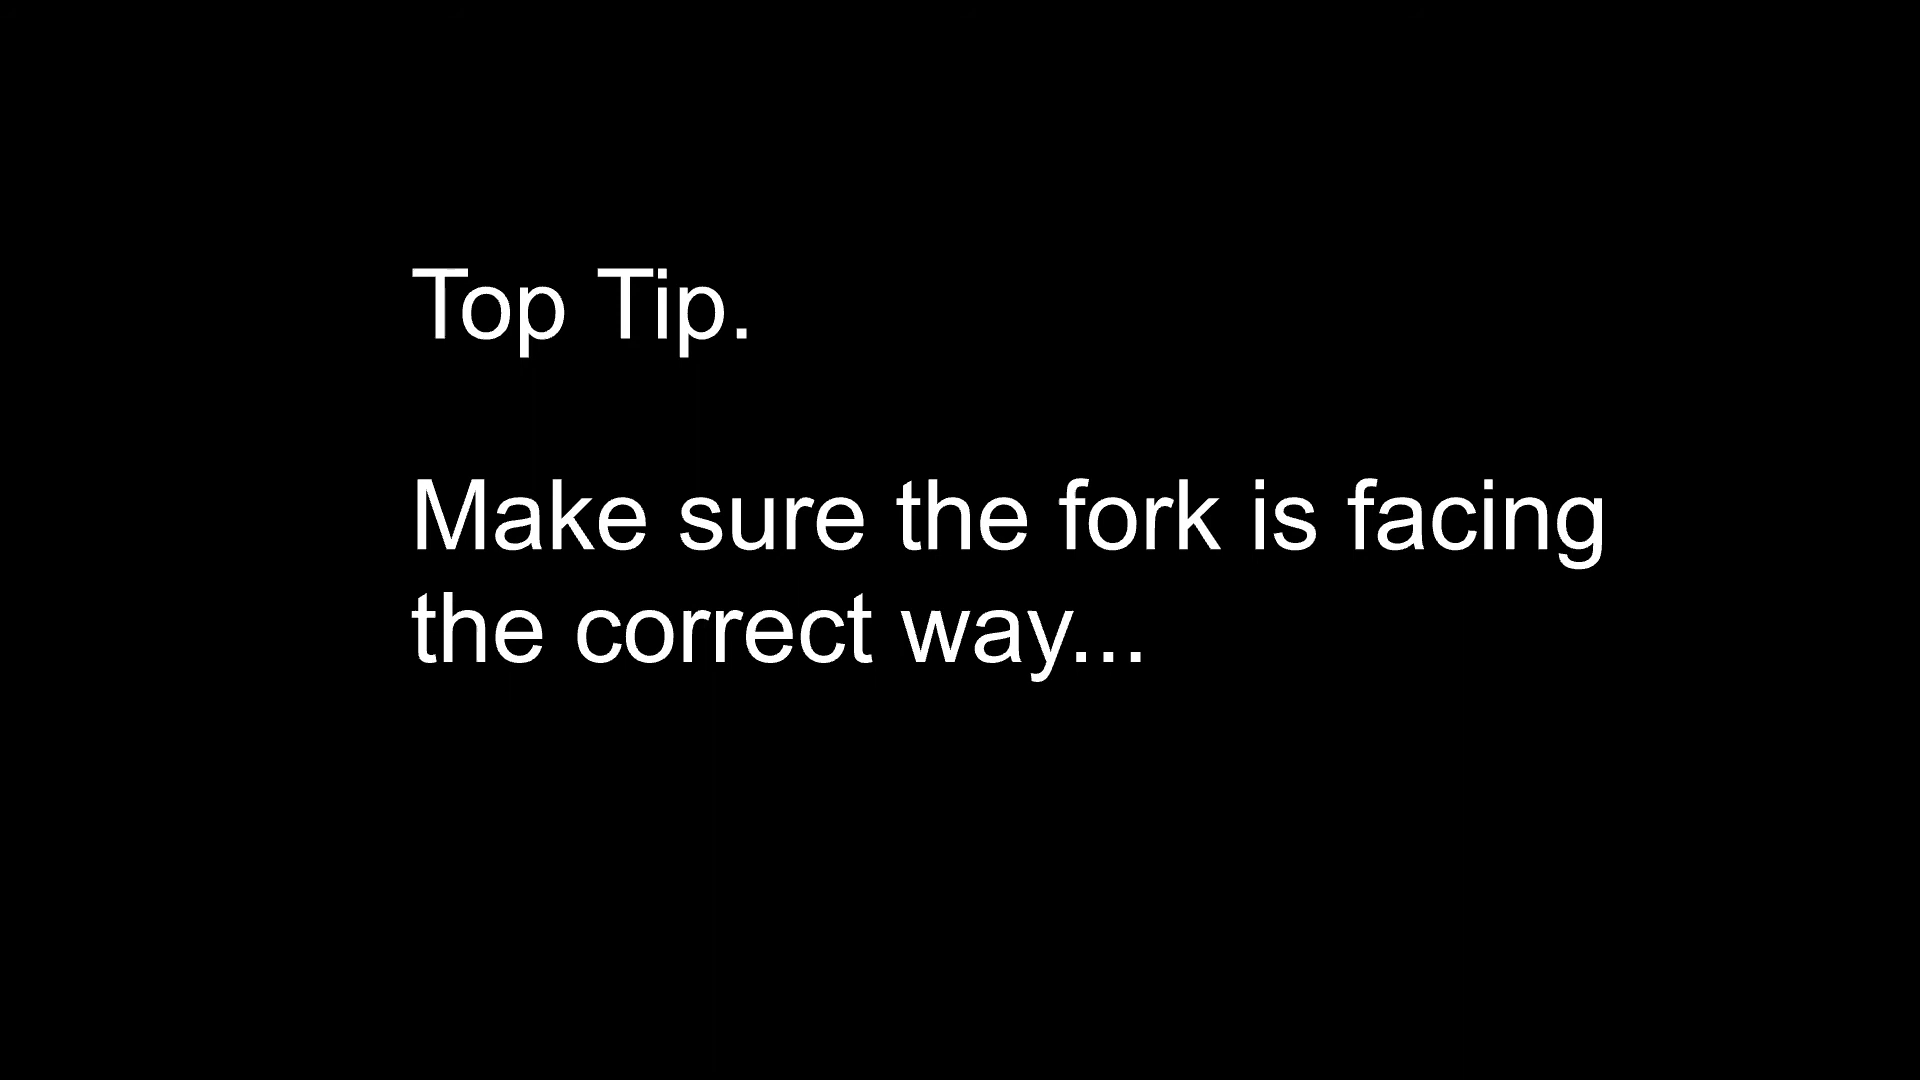 Top Tip.
Make sure the fork is facing
the correct way...